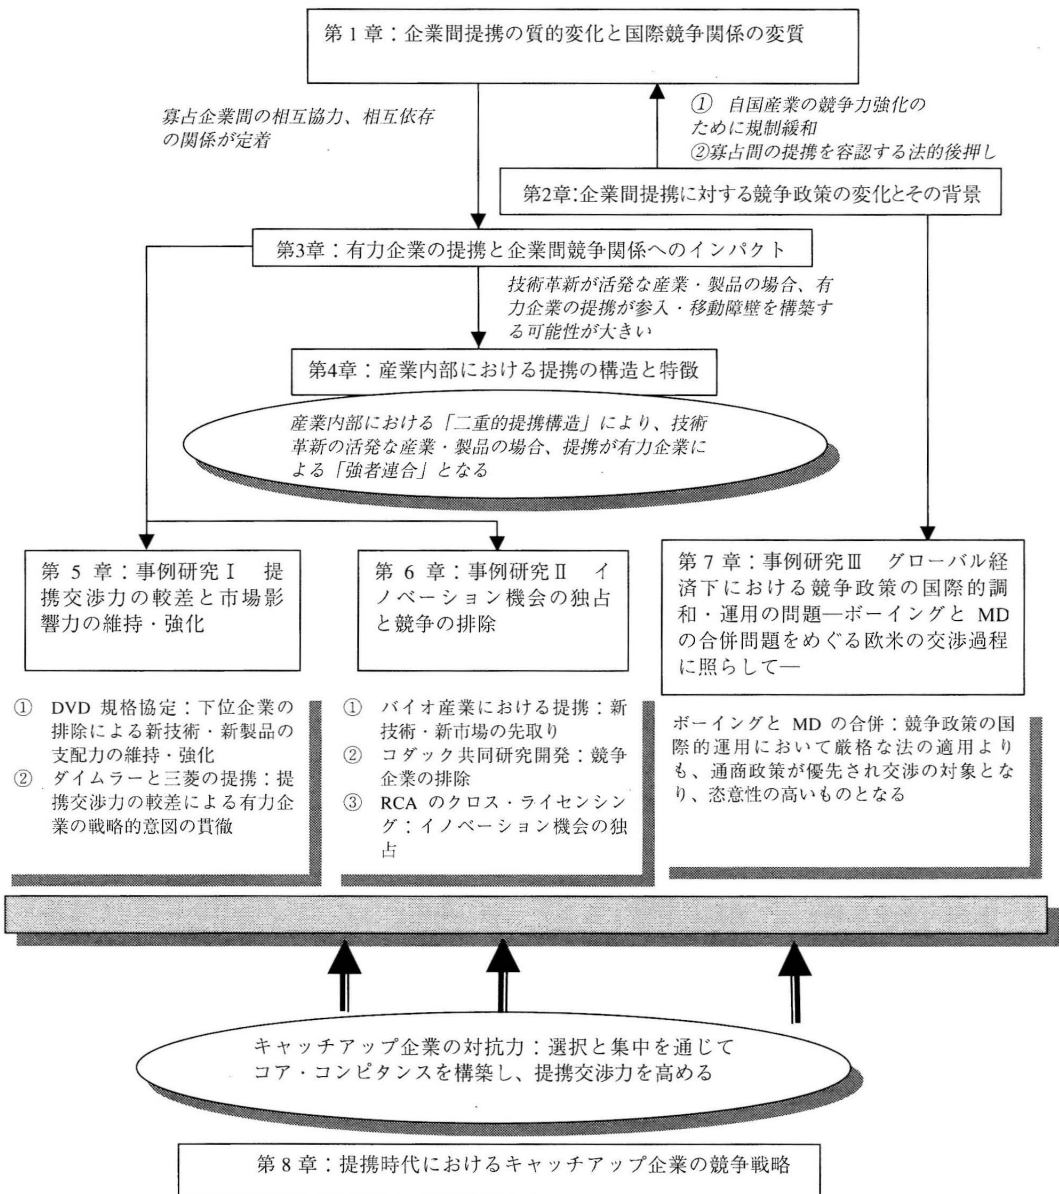 第1章：企業間提携の質的変化と国際競争関係の変質
寡占企業間の相互協力、相互依存
の関係が定着
① 自国産業の競争力強化の
ために規制緩和
②寡占間の提携を容認する法的後押し
第2章:企業間提携に対する競争政策の変化とその背景
第3章：有力企業の提携と企業間競争関係へのインパクト
技術革新が活発な産業・製品の場合、有
力企業の提携が参入・移動障壁を構築す
る可能性が大きい
第4章：産業内部における提携の構造と特徴
産業内部における「二重的提携構造」により、技術
革新の活発な産業・製品の場合、提携が有力企業に
よる「強者連合」となる
第 5 章：事例研究Ⅰ 提
携交渉力の較差と市場影
響力の維持・強化
第 6 章：事例研究Ⅱ イ
ノベーション機会の独占
と競争の排除
第 7 章：事例研究Ⅲ グローバル経
済下における競争政策の国際的調
和・運用の問題―ボーイングと MD
の合併問題をめぐる欧米の交渉過程
に照らして―
① DVD 規格協定：下位企業の
排除による新技術・新製品の
支配力の維持・強化
② ダイムラーと三菱の提携：提
携交渉力の較差による有力企
業の戦略的意図の貫徹
① バイオ産業における提携：新
技術・新市場の先取り
② コダック共同研究開発：競争
企業の排除
③ RCA のクロス・ライセンシン
グ：イノベーション機会の独
占
ボーイングと MD の合併：競争政策の国
際的運用において厳格な法の適用より
も、通商政策が優先され交渉の対象とな
り、恣意性の高いものとなる
キャッチアップ企業の対抗力：選択と集中を通じて
コア・コンピタンスを構築し、提携交渉力を高める
第8章：提携時代におけるキャッチアップ企業の競争戦略